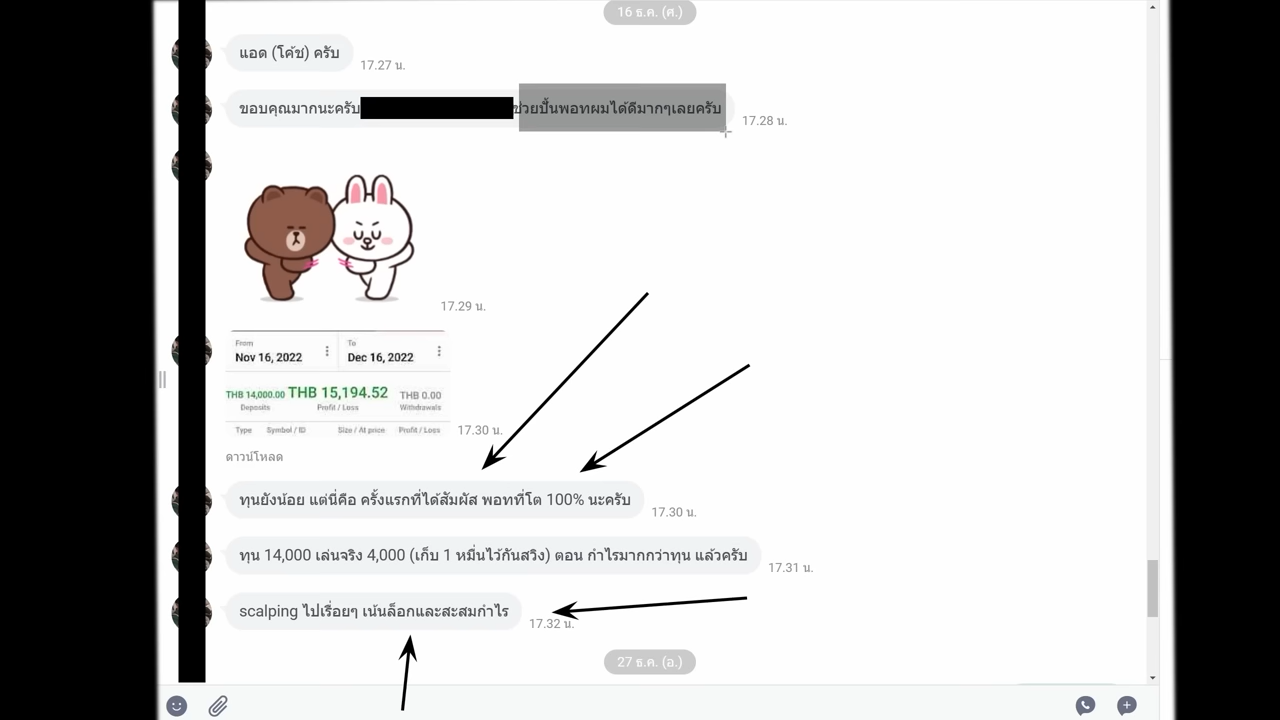 16 ธ.ค. (ศ.)
แอด (โค้ช) ครับ
17.27 น.
ขอบคุณมากนะครับ ช่วยปั้นพอทผมได้ดีมากๆเลยครับ
17.28 น.
17.29 น.
From
Nov 16, 2022
To
Dec 16, 2022
THB 14,000.00 THB 15,194.52 THB 0.00
Deposits Profit / Loss Withdrawals
Type Symbol / ID Size / At price Profit / Loss
17.30 น.
ดาวน์โหลด
ทุนยังน้อย แต่นี่คือ ครั้งแรกที่ได้สัมผัส พอทที่โต 100% นะครับ
17.30 น.
ทุน 14,000 เล่นจริง 4,000 (เก็บ 1 หมื่นไว้กันสวิง) ตอน กำไรมากกว่าทุน แล้วครับ
17.31 น.
scalping ไปเรื่อยๆ เน้นล็อกและสะสมกำไร
17.32 น.
27 ธ.ค. (อ.)